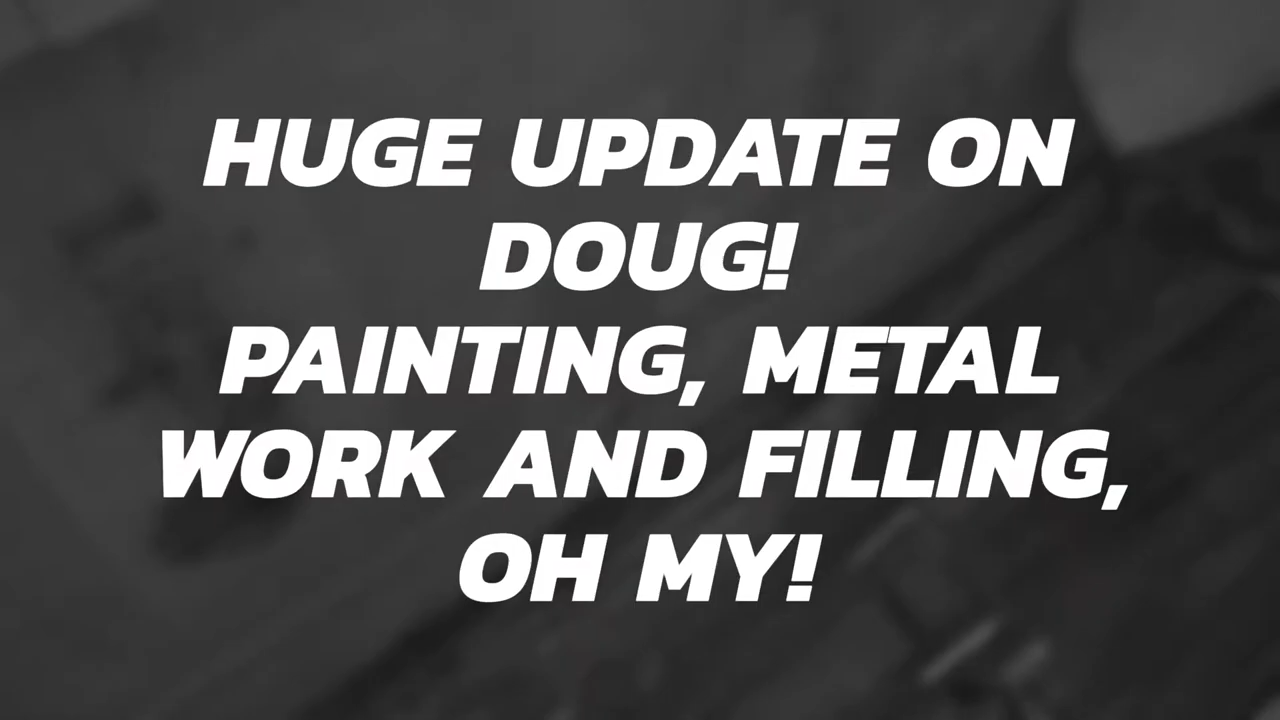 HUGE UPDATE ON
DOUG!
PAINTING, METAL
WORK AND FILLING,
OH MY!